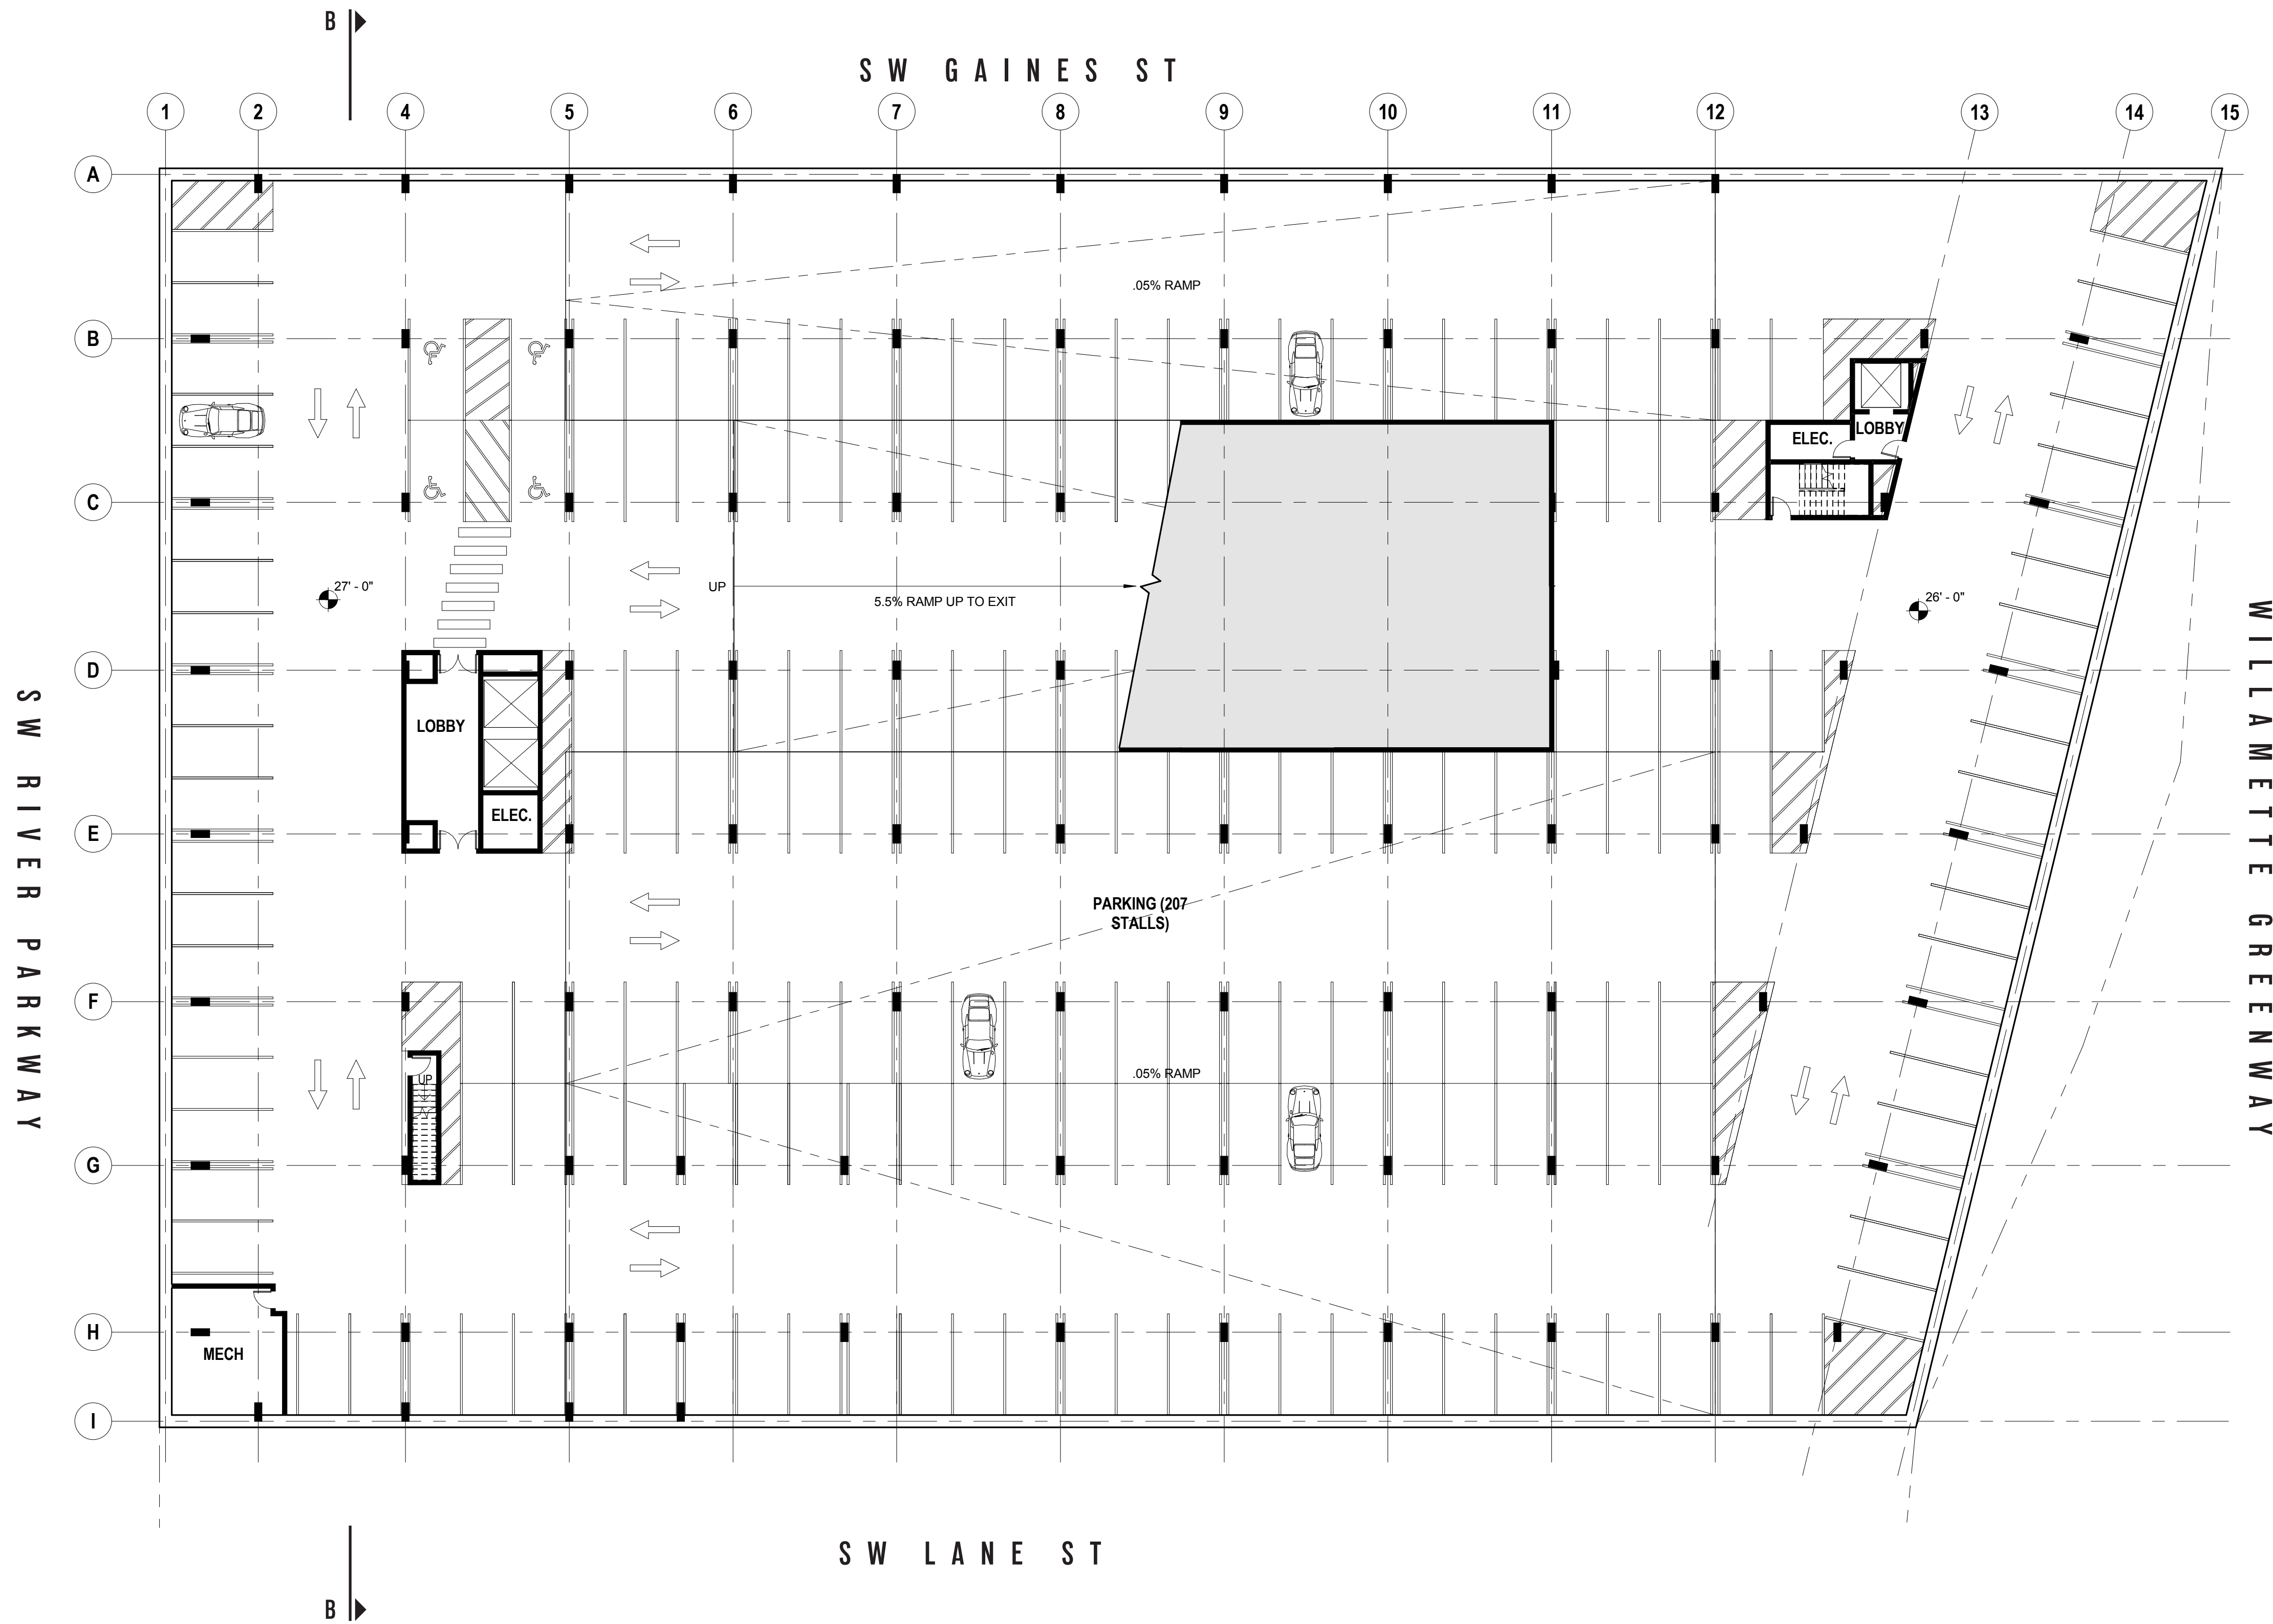 B
SW GAINES ST
1 2 4 5 6 7 8 9 10 11 12 13 14 15
A
.05% RAMP
B
ELEC.
LOBBY
C
27' - 0"
UP
5.5% RAMP UP TO EXIT
26' - 0"
D
LOBBY
ELEC.
E
PARKING (207
STALLS)
F
UP
.05% RAMP
G
H
MECH
I
SW RIVER PARKWAY
WILLAMETTE GREENWAY
SW LANE ST
B